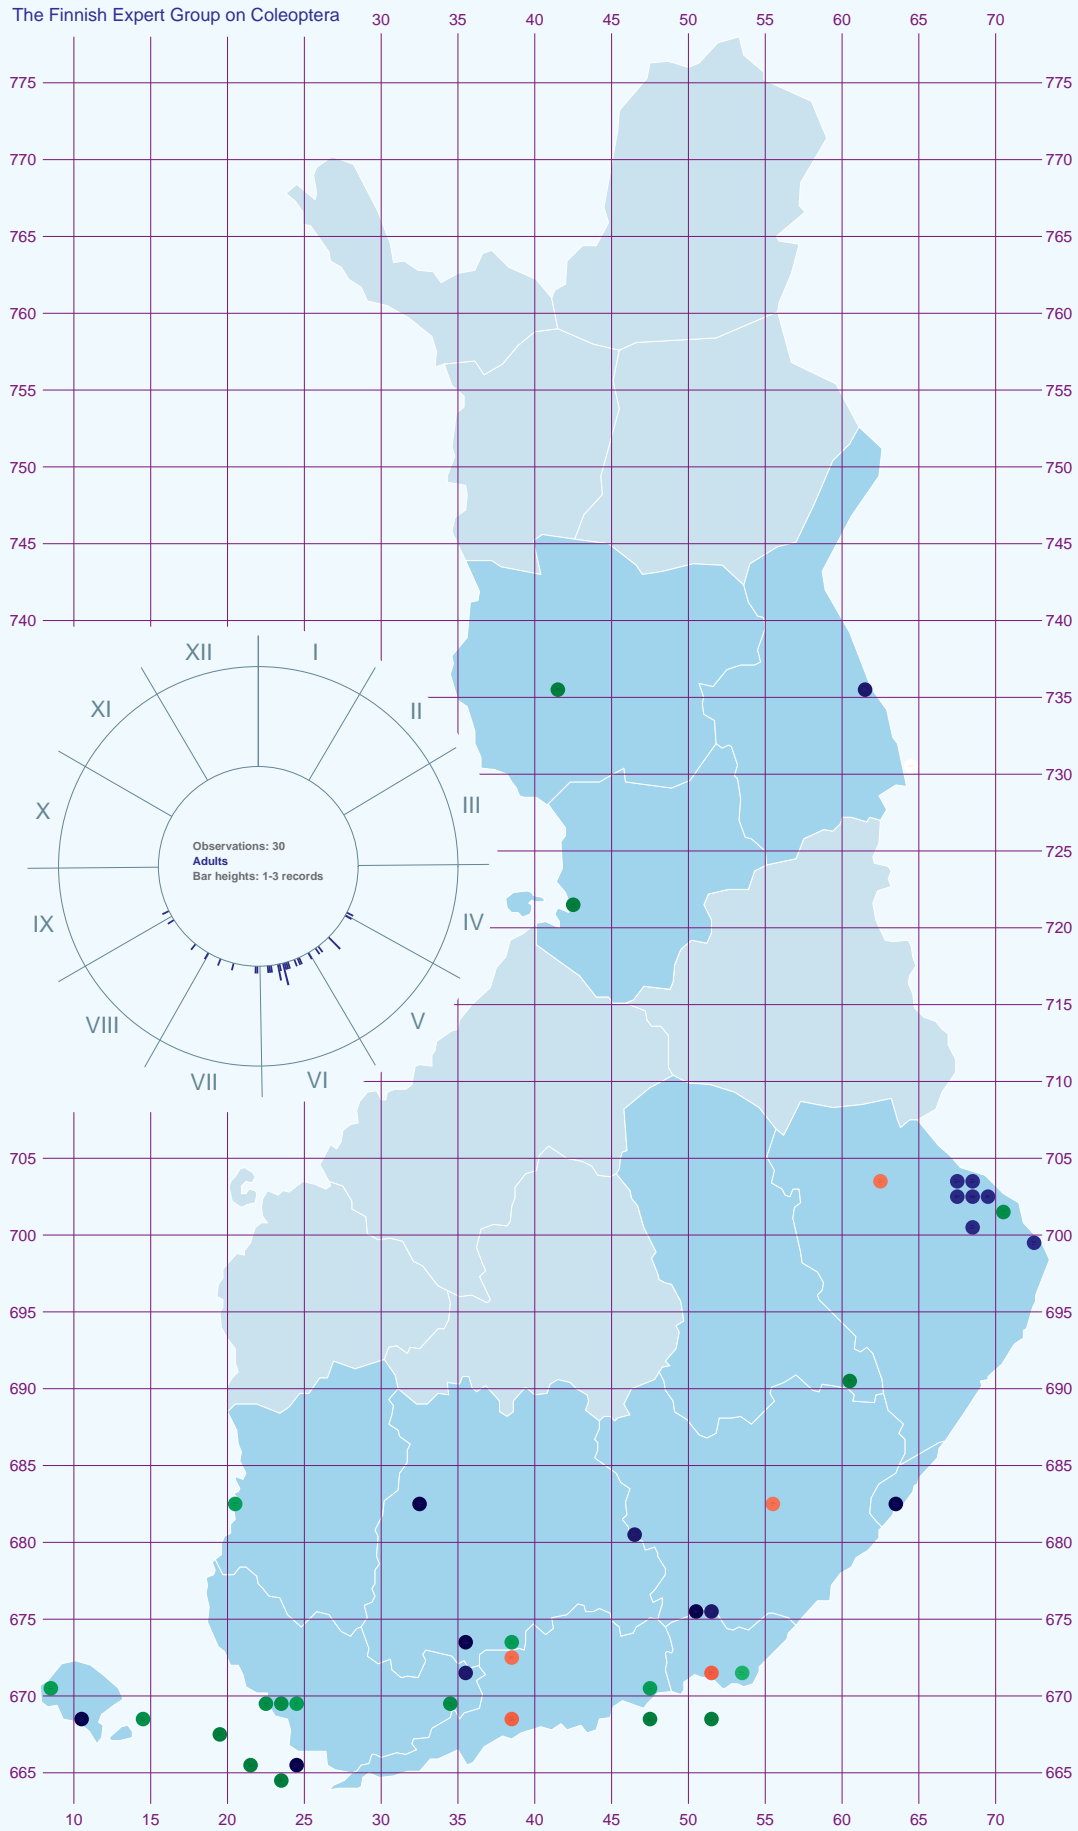 The Finnish Expert Group on Coleoptera 30 35 40 45 50 55 60 65 70
775 775
770 770
765 765
760 760
755 755
750 750
745 745
740 740
XII I
XI II
735
730
X III
Observations: 30
Adults
Bar heights: 1-3 records
725
IX IV
720
715
VIII V
VII VI
710
705 705
700 700
695 695
690 690
685 685
680 680
675 675
670 670
665 665
10 15 20 25 30 35 40 45 50 55 60 65 70